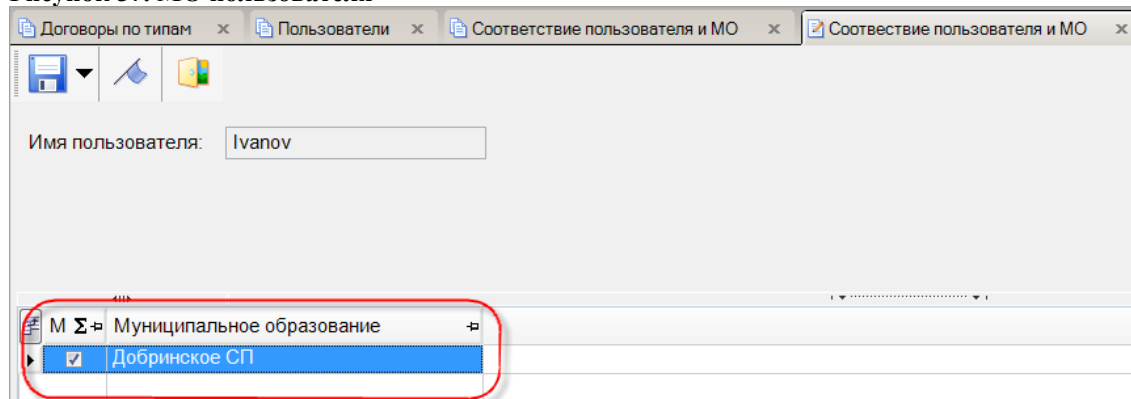 Договоры по типам Пользователи Соответствие пользователя и МО Соотвествие пользователя и МО
Имя пользователя: Ivanov
М Σ Муниципальное образование
Добринское СП